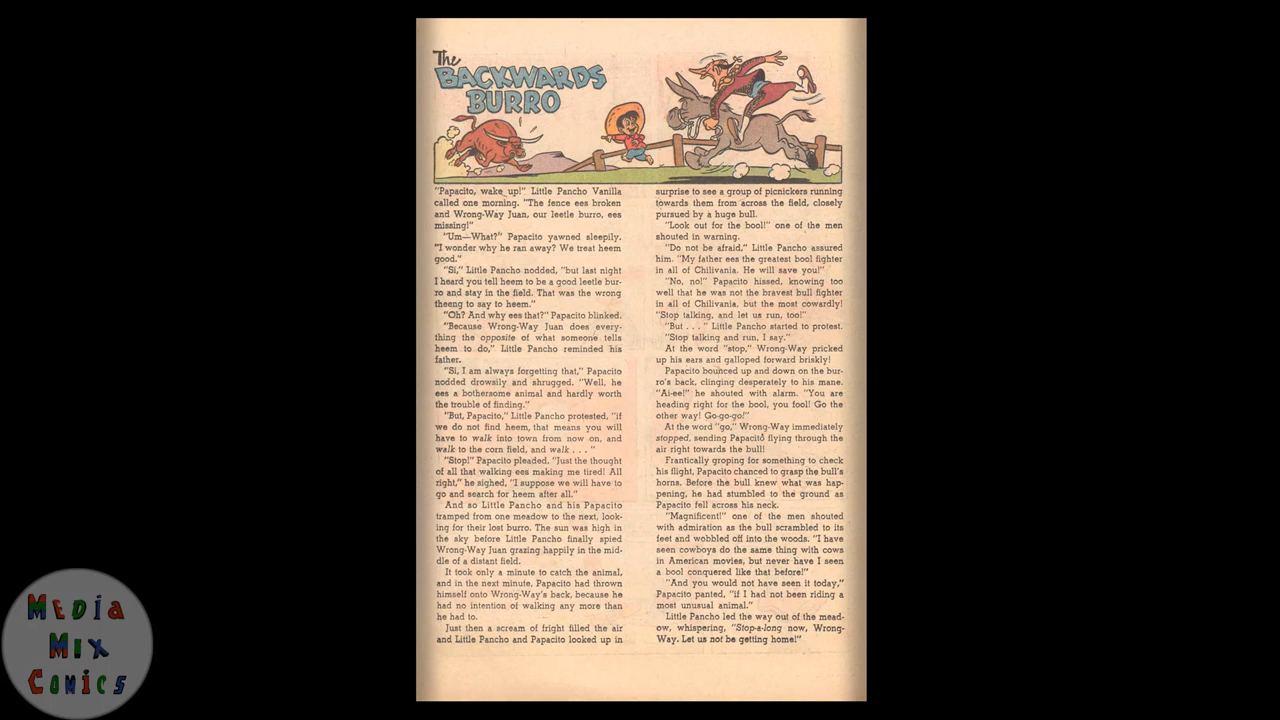 The
BACKWARDS
BURRO
"Papacito, wake up!" Little Pancho Vanilla
called one morning. "The fence ees broken
and Wrong-Way Juan, our leetle burro, ees
missing!"
"Um—What?" Papacito yawned sleepily.
"I wonder why he ran away? We treat heem
good."
"Si," Little Pancho nodded, "but last night
I heard you tell heem to be a good leetle bur-
ro and stay in the field. That was the wrong
theeng to say to heem."
"Oh? And why ees that?" Papacito blinked.
"Because Wrong-Way Juan does every-
thing the opposite of what someone tells
heem to do," Little Pancho reminded his
father.
"Si, I am always forgetting that," Papacito
nodded drowsily and shrugged. "Well, he
ees a bothersome animal and hardly worth
the trouble of finding."
"But, Papacito," Little Pancho protested, "if
we do not find heem, that means you will
have to walk into town from now on, and
walk to the corn field, and walk . . . "
"Stop!" Papacito pleaded, "Just the thought
of all that walking ees making me tired! All
right," he sighed, "I suppose we will have to
go and search for heem after all."
And so Little Pancho and his Papacito
tramped from one meadow to the next, look-
ing for their lost burro. The sun was high in
the sky before Little Pancho finally spied
Wrong-Way Juan grazing happily in the mid-
dle of a distant field.
It took only a minute to catch the animal,
and in the next minute, Papacito had thrown
himself onto Wrong-Way's back, because he
had no intention of walking any more than
he had to.
Just then a scream of fright filled the air
and Little Pancho and Papacito looked up in
surprise to see a group of picnickers running
towards them from across the field, closely
pursued by a huge bull.
"Look out for the bool!" one of the men
shouted in warning.
"Do not be afraid," Little Pancho assured
him. "My father ees the greatest bool fighter
in all of Chilivania. He will save you!"
"No, no!" Papacito hissed, knowing too
well that he was not the bravest bull fighter
in all of Chilivania, but the most cowardly!
"Stop talking, and let us run, too!"
"But . . . " Little Pancho started to protest.
"Stop talking and run, I say."
At the word "stop," Wrong-Way pricked
up his ears and galloped forward briskly!
Papacito bounced up and down on the bur-
ro's back, clinging desperately to his mane.
"Ai-ee!" he shouted with alarm. "You are
heading right for the bool, you fool! Go the
other way! Go-go-go!"
At the word "go," Wrong-Way immediately
stopped, sending Papacito flying through the
air right towards the bull!
Frantically groping for something to check
his flight, Papacito chanced to grasp the bull's
horns. Before the bull knew what was hap-
pening, he had stumbled to the ground as
Papacito fell across his neck.
"Magnificent!" one of the men shouted
with admiration as the bull scrambled to its
feet and wobbled off into the woods. "I have
seen cowboys do the same thing with cows
in American movies, but never have I seen
a bool conquered like that before!"
"And you would not have seen it today,"
Papacito panted, "if I had not been riding a
most unusual animal."
Little Pancho led the way out of the mead-
ow, whispering, "Stop-a-long now, Wrong-
Way. Let us not be getting home!"
MEDIA
MIX
COMICS